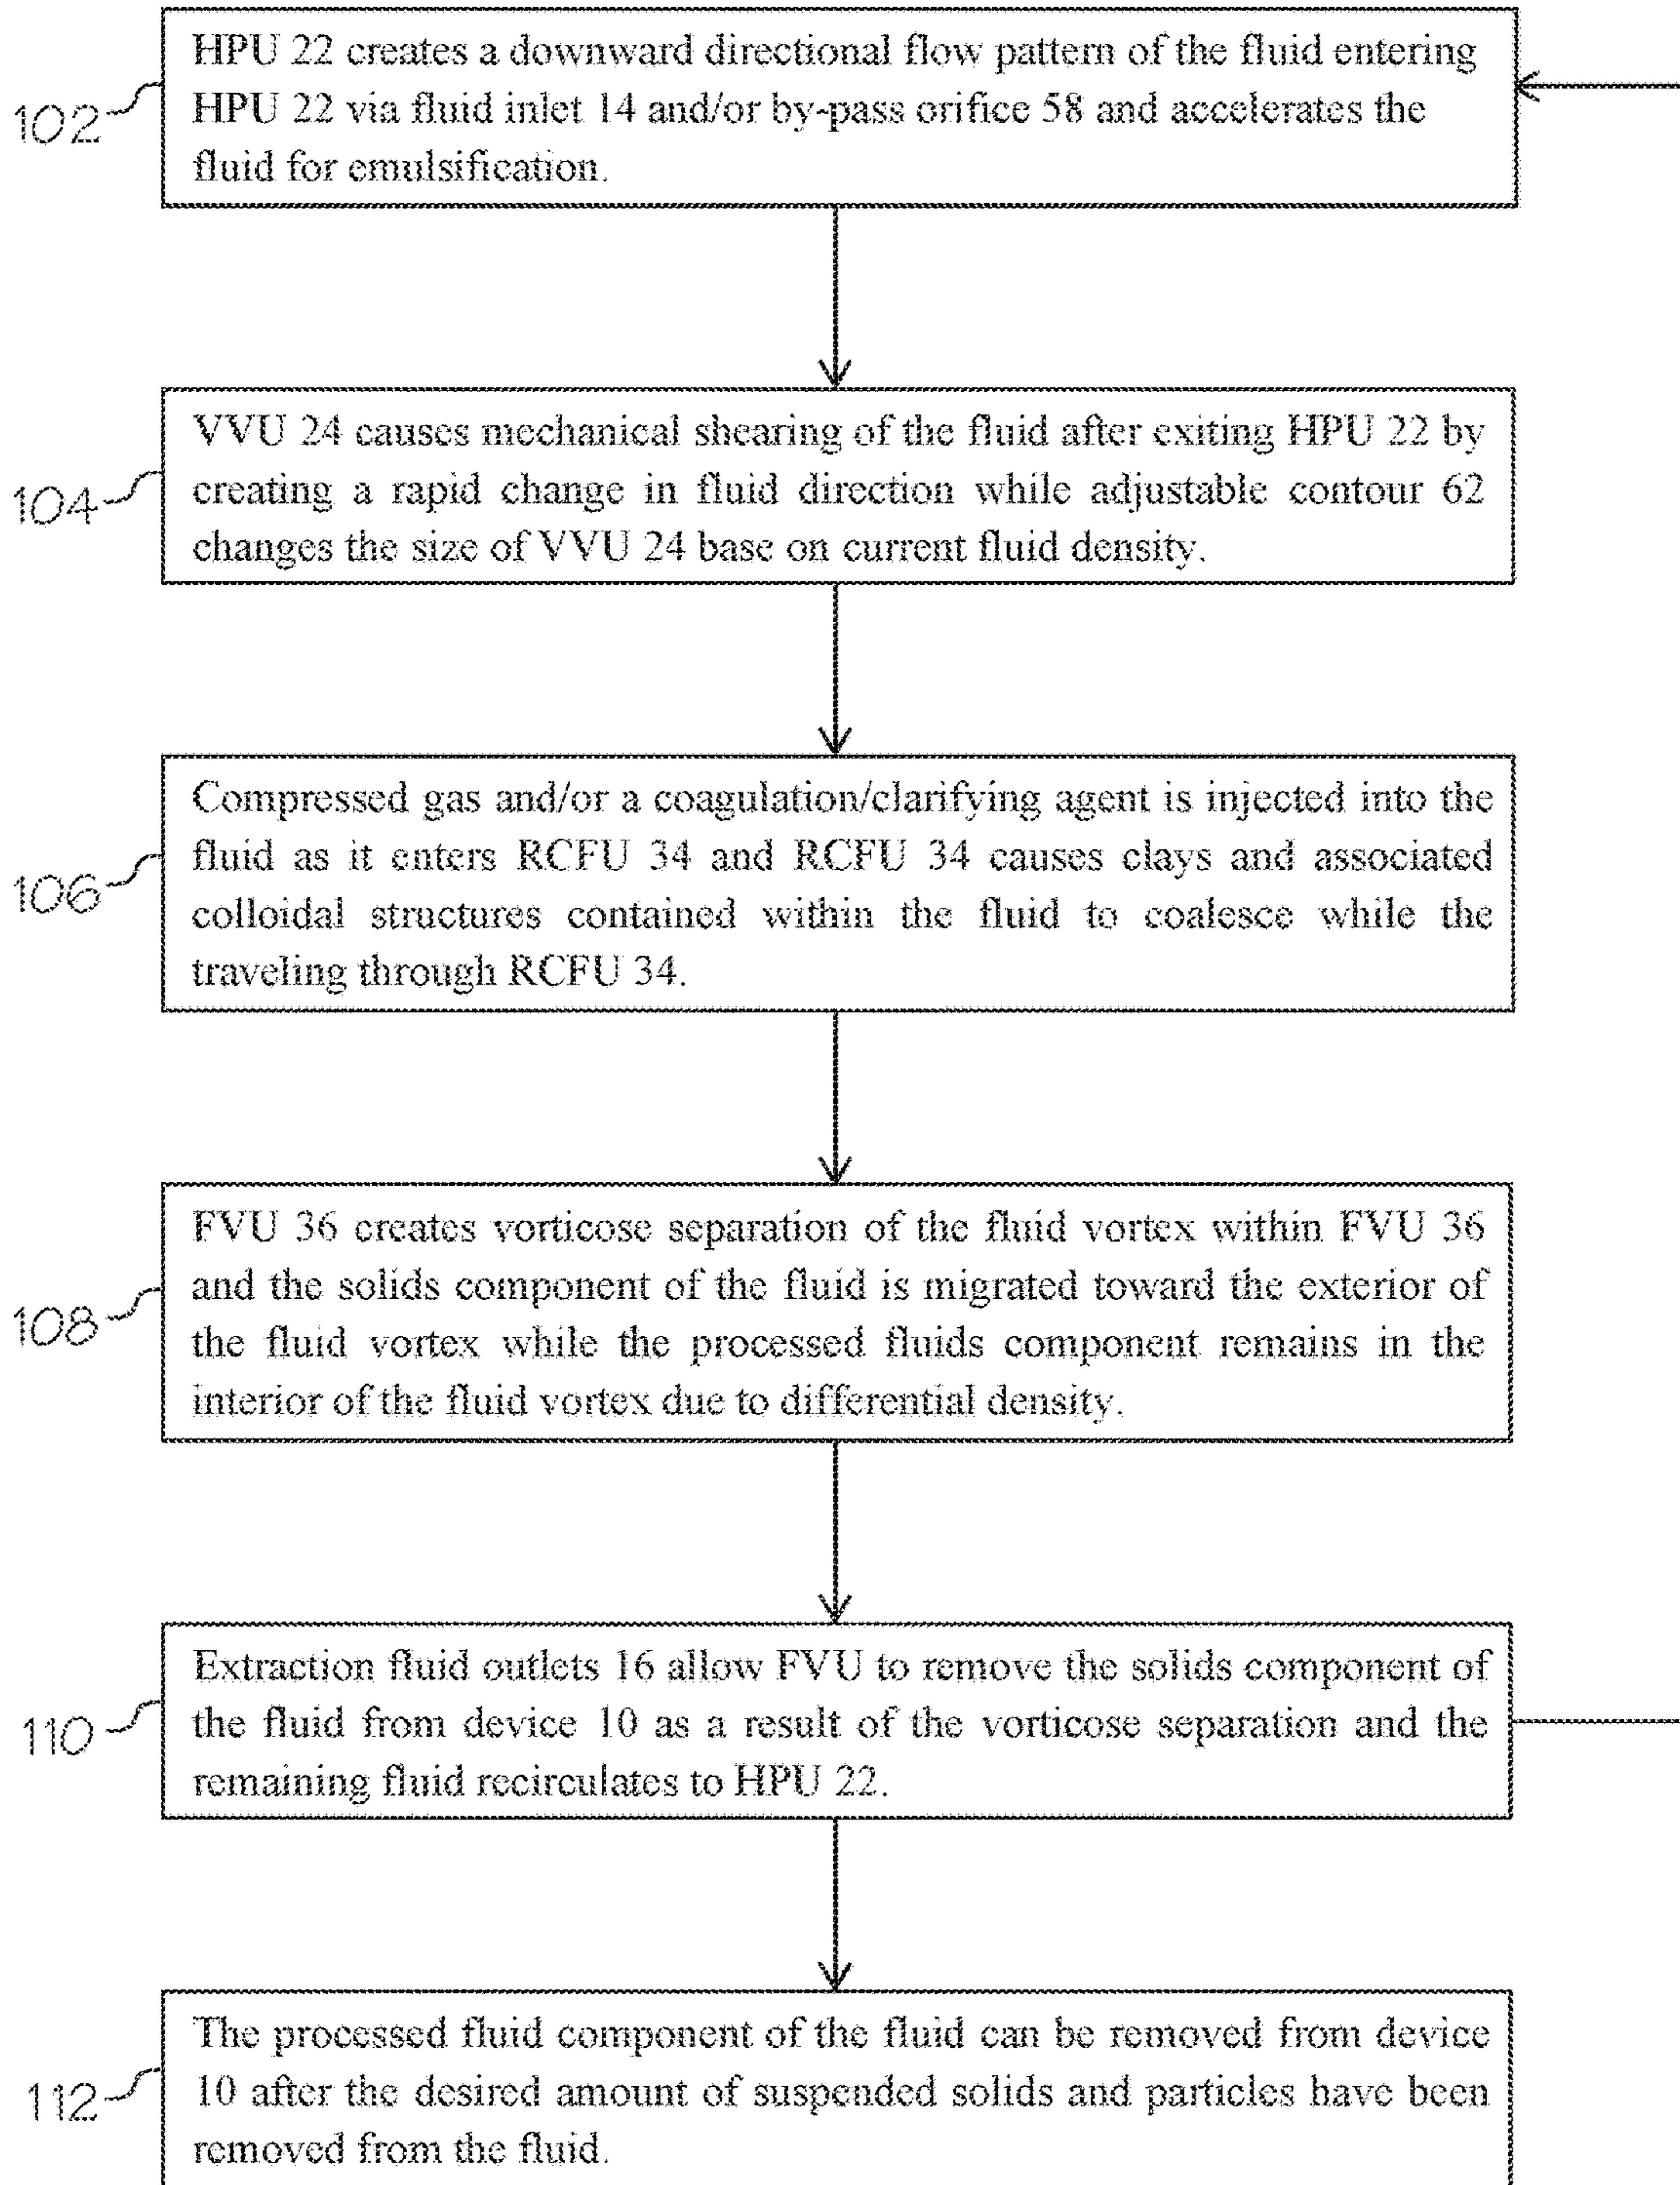 HPU 22 creates a downward directional flow pattern of the fluid entering
102
HPU 22 via fluid inlet 14 and/or by-pass orifice 58 and accelerates the
fluid for emulsification.
VVU 24 causes mechanical shearing of the fluid after exiting HPU 22 by
104
creating a rapid change in fluid direction while adjustable contour 62
changes the size of VVU 24 base on current fluid density.
Compressed gas and/or a coagulation/clarifying agent is injected into the
106
fluid as it enters RCFU 34 and RCFU 34 causes clays and associated
colloidal structures contained within the fluid to coalesce while the
traveling through RCFU 34.
FVU 36 creates vorticose separation of the fluid vortex within FVU 36
and the solids component of the fluid is migrated toward the exterior of
108
the fluid vortex while the processed fluids component remains in the
interior of the fluid vortex due to differential density.
Extraction fluid outlets 16 allow FVU to remove the solids component of
110
the fluid from device 10 as a result of the vorticose separation and the
remaining fluid recirculates to HPU 22.
The processed fluid component of the fluid can be removed from device
112
10 after the desired amount of suspended solids and particles have been
removed from the fluid.